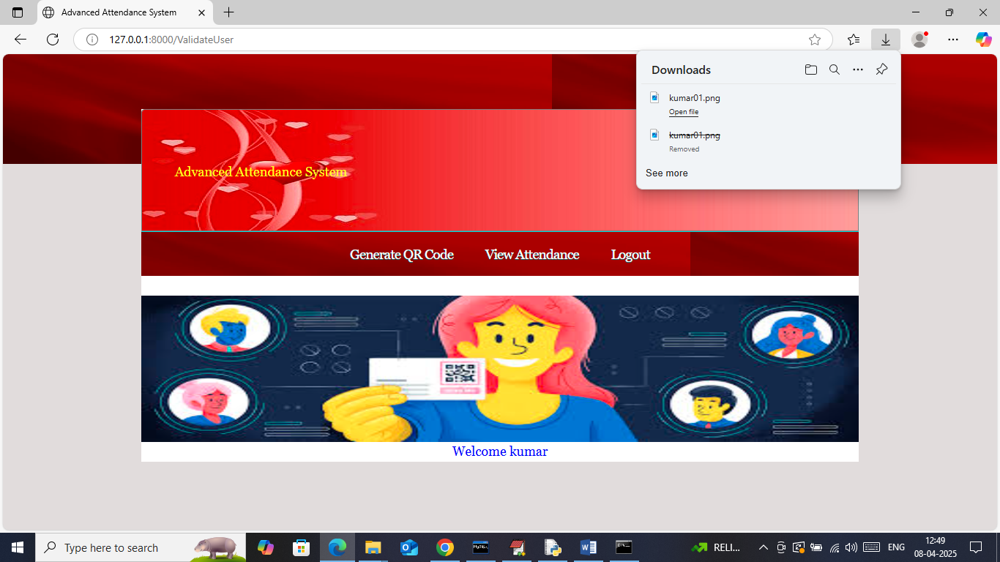 Advanced Attendance System
127.0.0.1:8000/ValidateUser
Downloads
kumar01.png
Open file
kumar01.png
Removed
See more
Advanced Attendance System
Generate QR Code
View Attendance
Logout
Welcome kumar
Type here to search
RELI...
ENG
12:49
08-04-2025